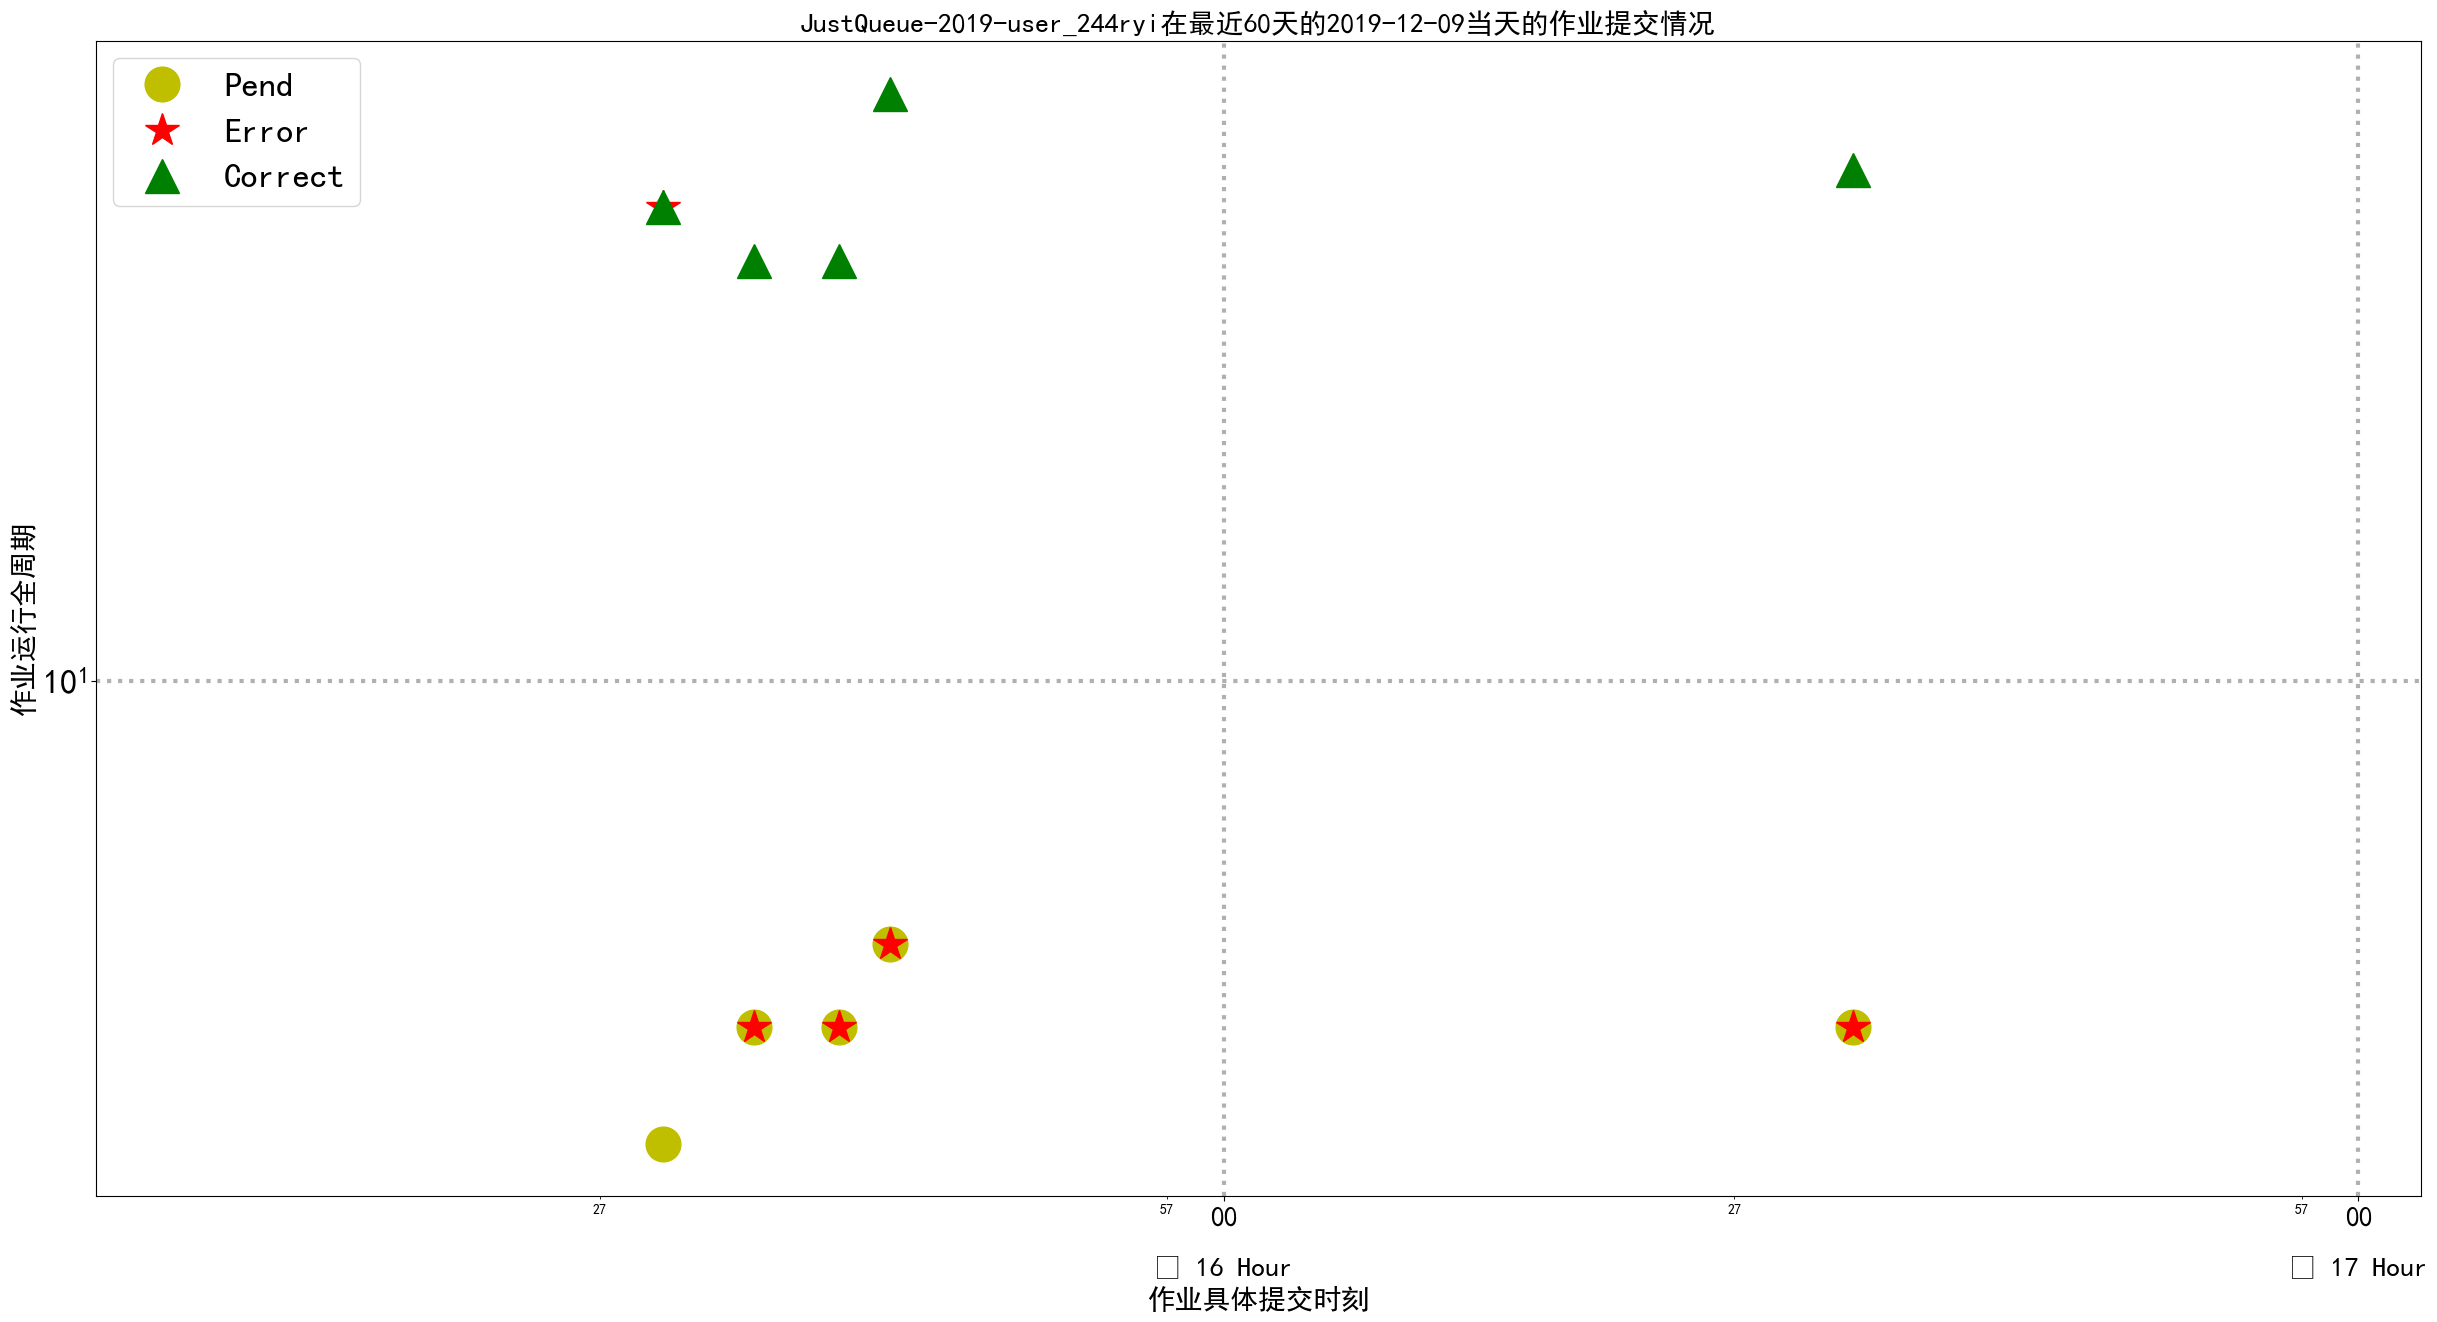 JustQueue-2019-user_244ryi在最近60天的2019-12-09当天的作业提交情况
Pend
Error
Correct
作业运行全周期
10¹
27
57
00
27
57
00
□ 16 Hour
□ 17 Hour
作业具体提交时刻